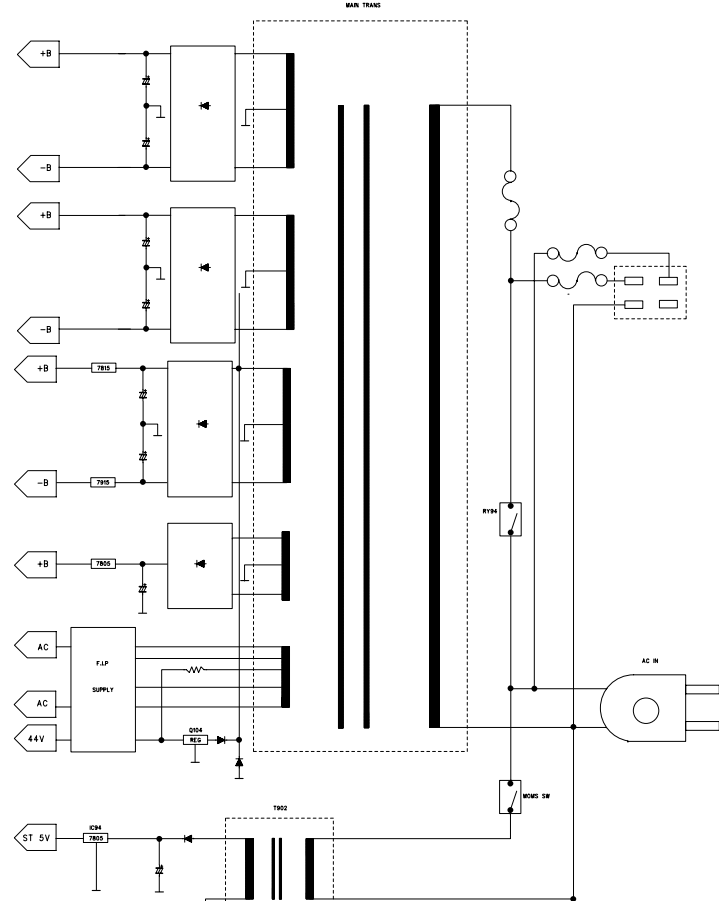 MAIN TRANS
+B
-B
+B
-B
+B
7815
-B
7915
RY94
+B
7805
AC
F.I.P
SUPPLY
AC IN
AC
44V
Q104
REG
MOMS SW
T902
ST 5V
IC94
7805